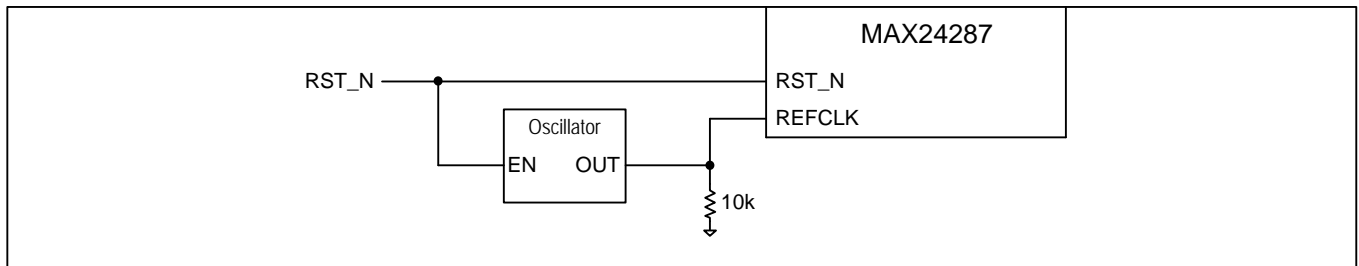 MAX24287
RST_N
RST_N
REFCLK
Oscillator
EN OUT
10k